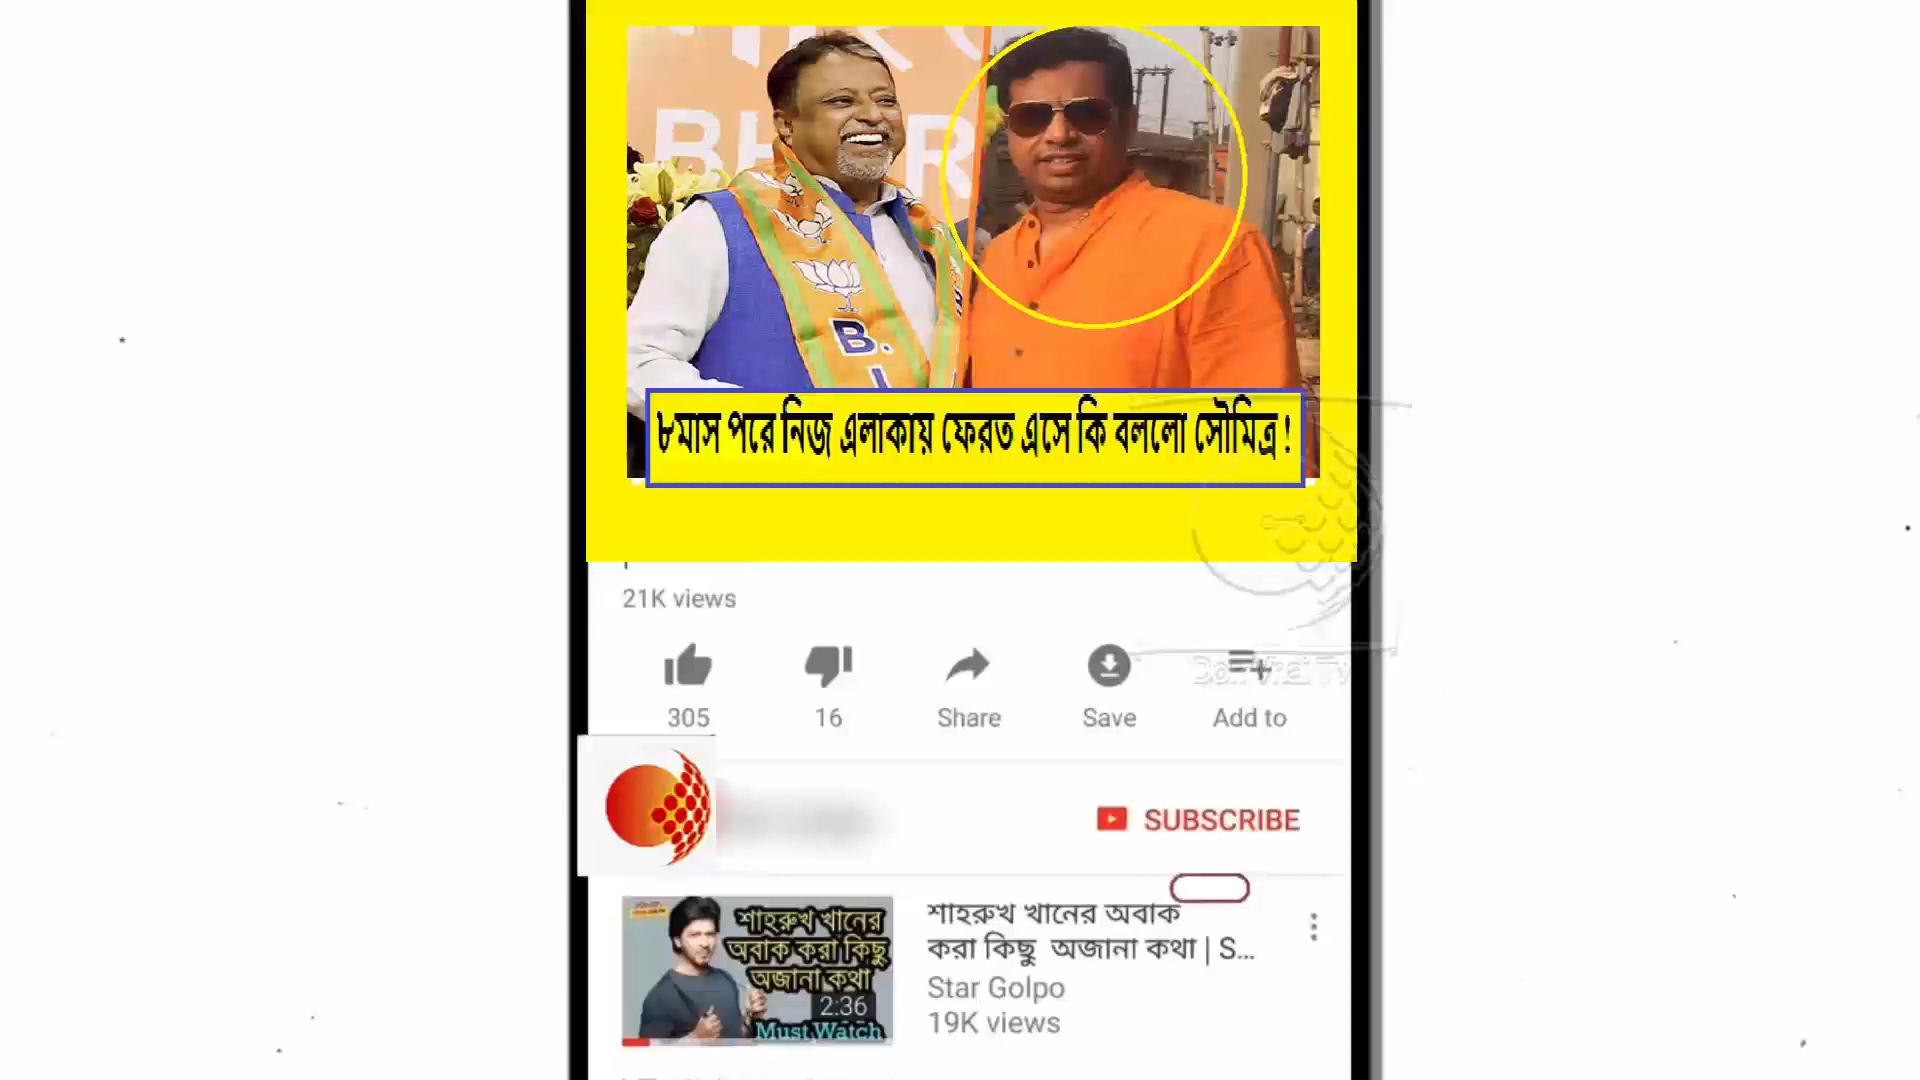 BH R
B.
J
৮মাস পরে নিজ এলাকায় ফেরত এসে কি বললো সৌমিত্র !
21K views
305
16
Share
Save
Add to
SUBSCRIBE
শাহরুখ খানের
অবাক করা কিছু
অজানা কথা
2:36
Must Watch
শাহরুখ খানের অবাক
করা কিছু অজানা কথা | S...
Star Golpo
19K views